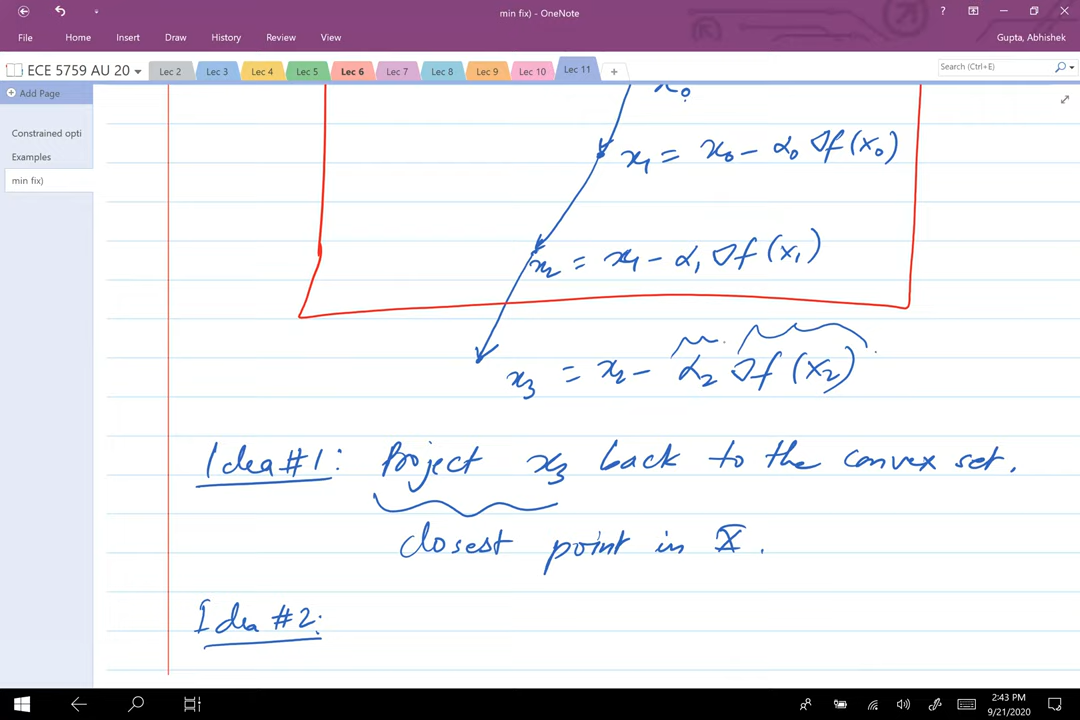 min fix) - OneNote
?
Gupta, Abhishek
File Home Insert Draw History Review View
ECE 5759 AU 20 Lec 2 Lec 3 Lec 4 Lec 5 Lec 6 Lec 7 Lec 8 Lec 9 Lec 10 Lec 11 +
Search (Ctrl+E)
Add Page
Constrained opti
Examples
min fix)
x₀
x₁ = x₀ - α₀ ∇f(x₀)
x₂ = x₁ - α₁ ∇f(x₁)
x₃ = x₂ - α₂ ∇f(x₂)
Idea #1: Project x₃ back to the convex set.
closest point in X.
Idea #2:
2:43 PM
9/21/2020